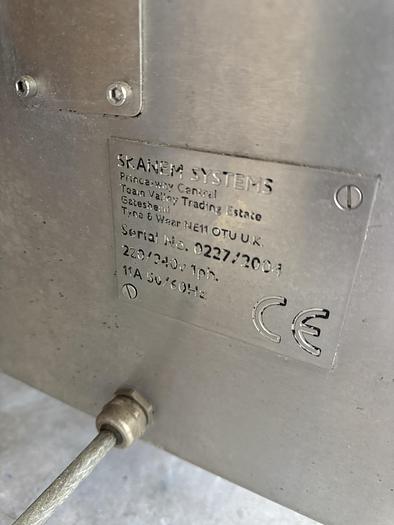 SKANEM SYSTEMS
Princesway Central
Team Valley Trading Estate
Gateshead
Tyne & Wear NE11 OTU U.K.
Serial No. 0227/2004
220/240v 1ph.
11A 50/60Hz
CE